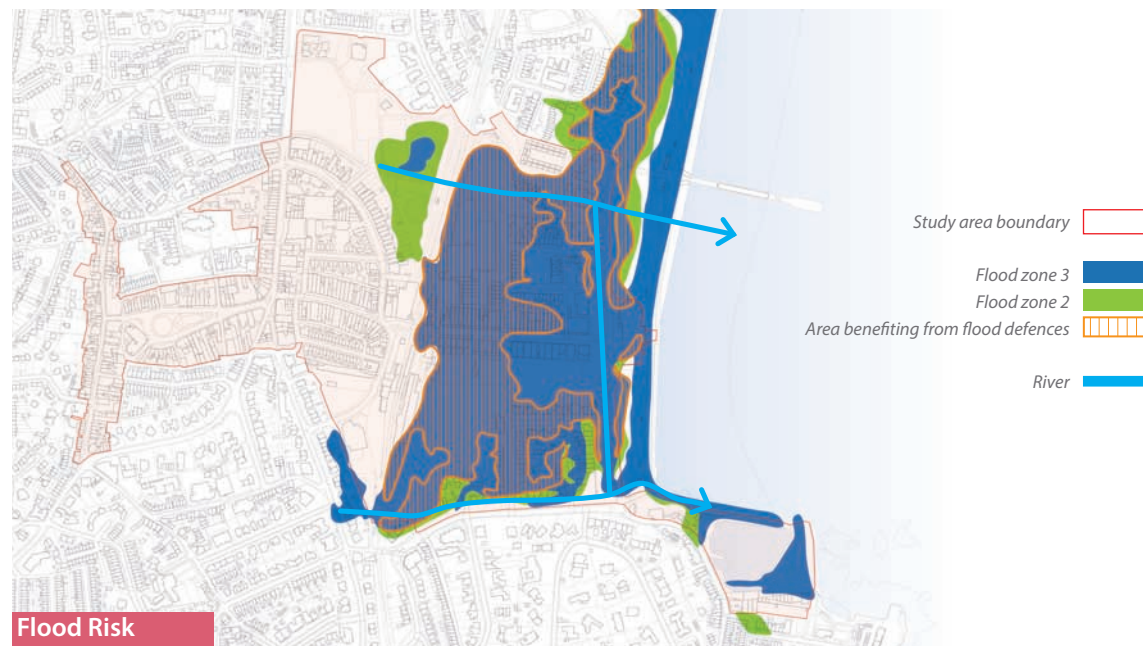 Study area boundary
Flood zone 3
Flood zone 2
Area benefiting from flood defences
River
Flood Risk